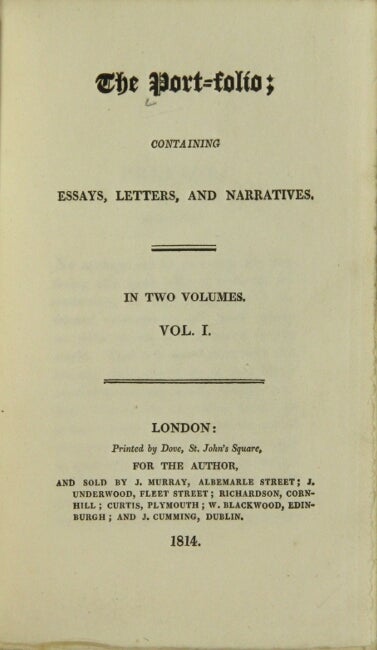 The Port-folio;
CONTAINING
ESSAYS, LETTERS, AND NARRATIVES.
IN TWO VOLUMES.
VOL. I.
LONDON:
Printed by Dove, St. John's Square,
FOR THE AUTHOR,
AND SOLD BY J. MURRAY, ALBEMARLE STREET; J.
UNDERWOOD, FLEET STREET; RICHARDSON, CORN-
HILL; CURTIS, PLYMOUTH; W. BLACKWOOD, EDIN-
BURGH; AND J. CUMMING, DUBLIN.
1814.